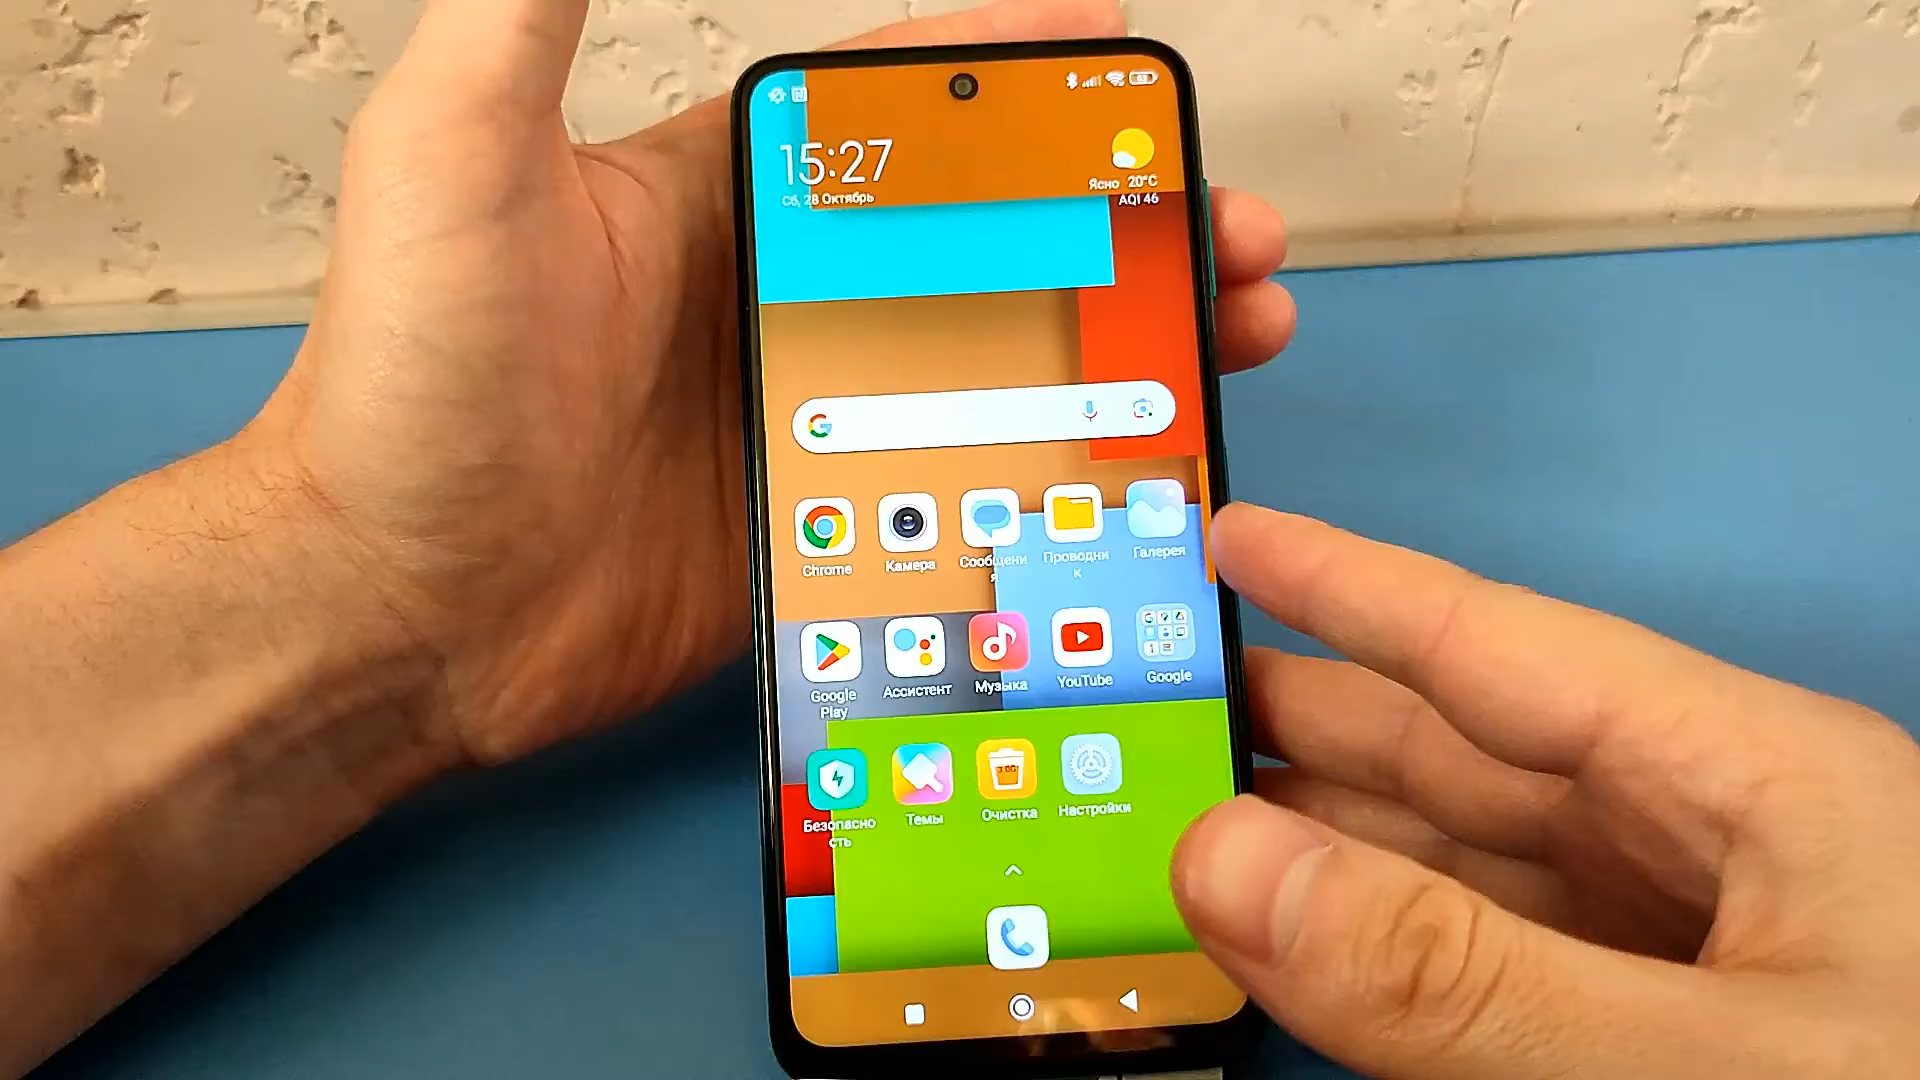 15:27
Сб, 28 Октябрь
Ясно 20°C
AQI 46
Chrome
Камера
Сообщени
я
Проводни
к
Галерея
Google
Play
Ассистент
Музыка
YouTube
Google
Безопасно
сть
Темы
Очистка
Настройки